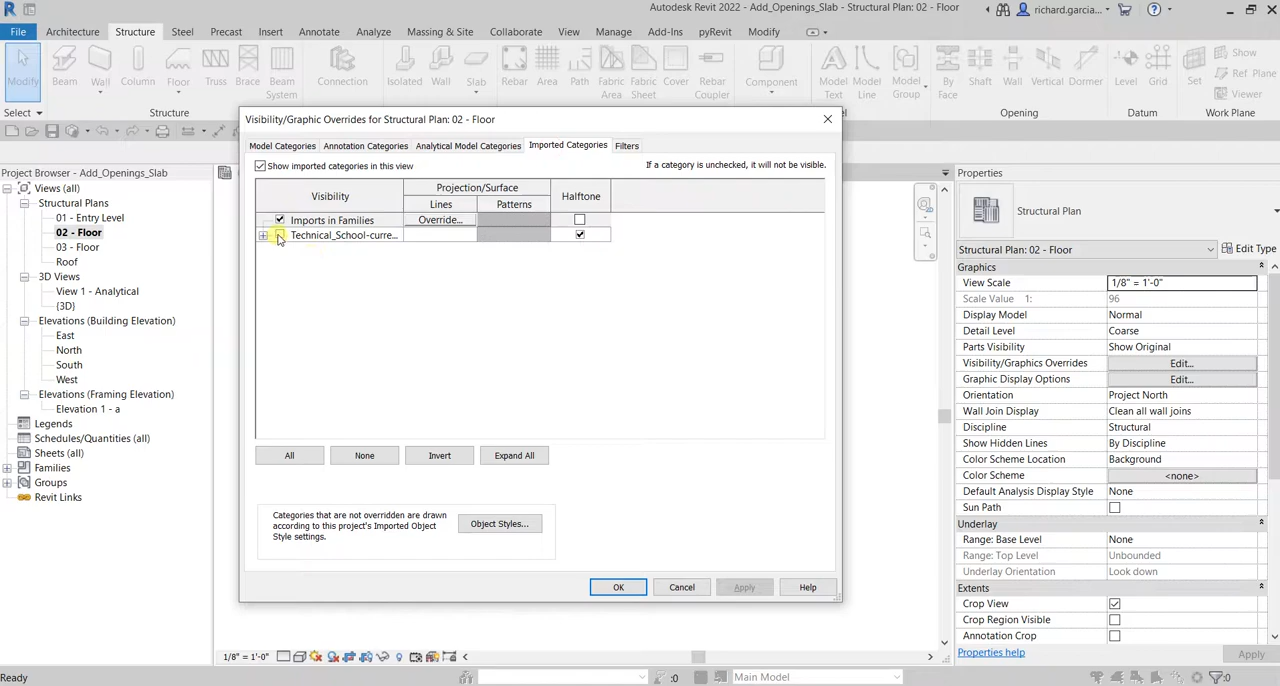 Autodesk Revit 2022 - Add_Openings_Slab - Structural Plan: 02 - Floor
richard.garcia...
File Architecture Structure Steel Precast Insert Annotate Analyze Massing & Site Collaborate View Manage Add-Ins pyRevit Modify
Modify Beam Wall Column Floor Truss Brace Beam System Connection Isolated Wall Slab Rebar Area Path Fabric Area Fabric Sheet Cover Rebar Coupler Component Model Text Model Line Model Group By Face Shaft Wall Vertical Dormer Level Grid Set Show Ref Plane Viewer
Select Structure Opening Datum Work Plane
Project Browser - Add_Openings_Slab
Views (all)
Structural Plans
01 - Entry Level
02 - Floor
03 - Floor
Roof
3D Views
View 1 - Analytical
{3D}
Elevations (Building Elevation)
East
North
South
West
Elevations (Framing Elevation)
Elevation 1 - a
Legends
Schedules/Quantities (all)
Sheets (all)
Families
Groups
Revit Links
Visibility/Graphic Overrides for Structural Plan: 02 - Floor
Model Categories Annotation Categories Analytical Model Categories Imported Categories Filters
Show imported categories in this view
If a category is unchecked, it will not be visible.
Visibility Projection/Surface Halftone
Lines Patterns
Imports in Families Override...
Technical_School-curre...
All None Invert Expand All
Categories that are not overridden are drawn
according to this project's Imported Object
Style settings.
Object Styles...
OK Cancel Apply Help
Properties
Structural Plan
Structural Plan: 02 - Floor Edit Type
Graphics
View Scale 1/8" = 1'-0"
Scale Value 1: 96
Display Model Normal
Detail Level Coarse
Parts Visibility Show Original
Visibility/Graphics Overrides Edit...
Graphic Display Options Edit...
Orientation Project North
Wall Join Display Clean all wall joins
Discipline Structural
Show Hidden Lines By Discipline
Color Scheme Location Background
Color Scheme <none>
Default Analysis Display Style None
Sun Path
Underlay
Range: Base Level None
Range: Top Level Unbounded
Underlay Orientation Look down
Extents
Crop View
Crop Region Visible
Annotation Crop
Properties help Apply
1/8" = 1'-0"
Ready :0 Main Model :0